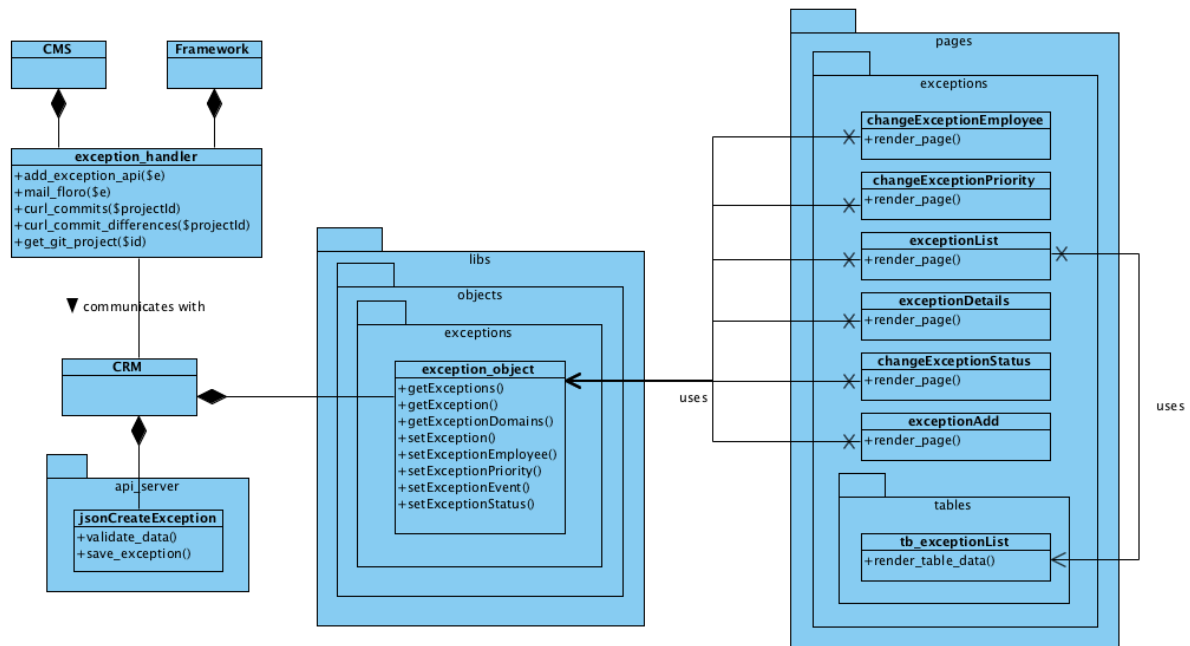 CMS
Framework
exception_handler
+add_exception_api($e)
+mail_floro($e)
+curl_commits($projectId)
+curl_commit_differences($projectId)
+get_git_project($id)
communicates with
CRM
api_server
jsonCreateException
+validate_data()
+save_exception()
libs
objects
exceptions
exception_object
+getExceptions()
+getException()
+getExceptionDomains()
+setException()
+setExceptionEmployee()
+setExceptionPriority()
+setExceptionEvent()
+setExceptionStatus()
uses
pages
exceptions
changeExceptionEmployee
+render_page()
changeExceptionPriority
+render_page()
exceptionList
+render_page()
exceptionDetails
+render_page()
changeExceptionStatus
+render_page()
exceptionAdd
+render_page()
tables
tb_exceptionList
+render_table_data()
uses